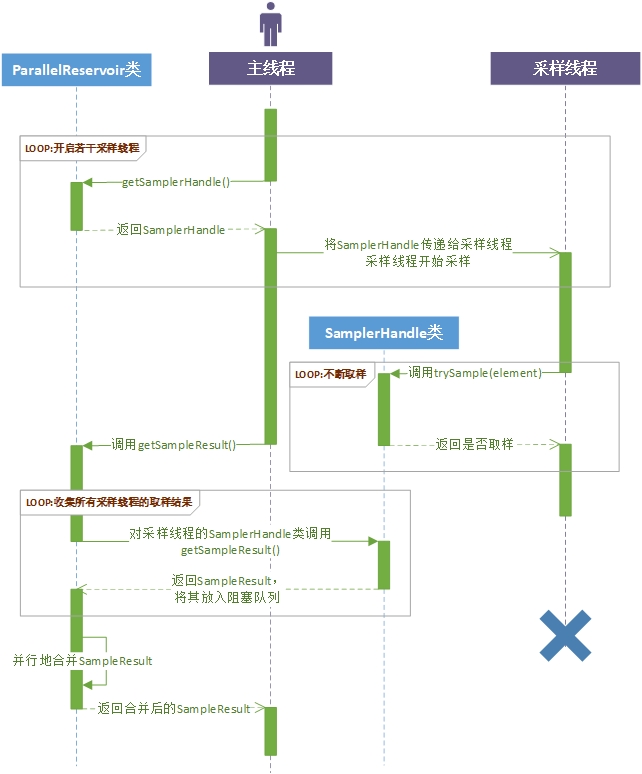 ParallelReservoir类
主线程
采样线程
LOOP:开启若干采样线程
getSamplerHandle()
返回SamplerHandle
将SamplerHandle传递给采样线程
采样线程开始采样
SamplerHandle类
LOOP:不断取样
调用trySample(element)
调用getSampleResult()
返回是否取样
LOOP:收集所有采样线程的取样结果
对采样线程的SamplerHandle类调用
getSampleResult()
返回SampleResult,
将其放入阻塞队列
并行地合并SampleResult
返回合并后的SampleResult